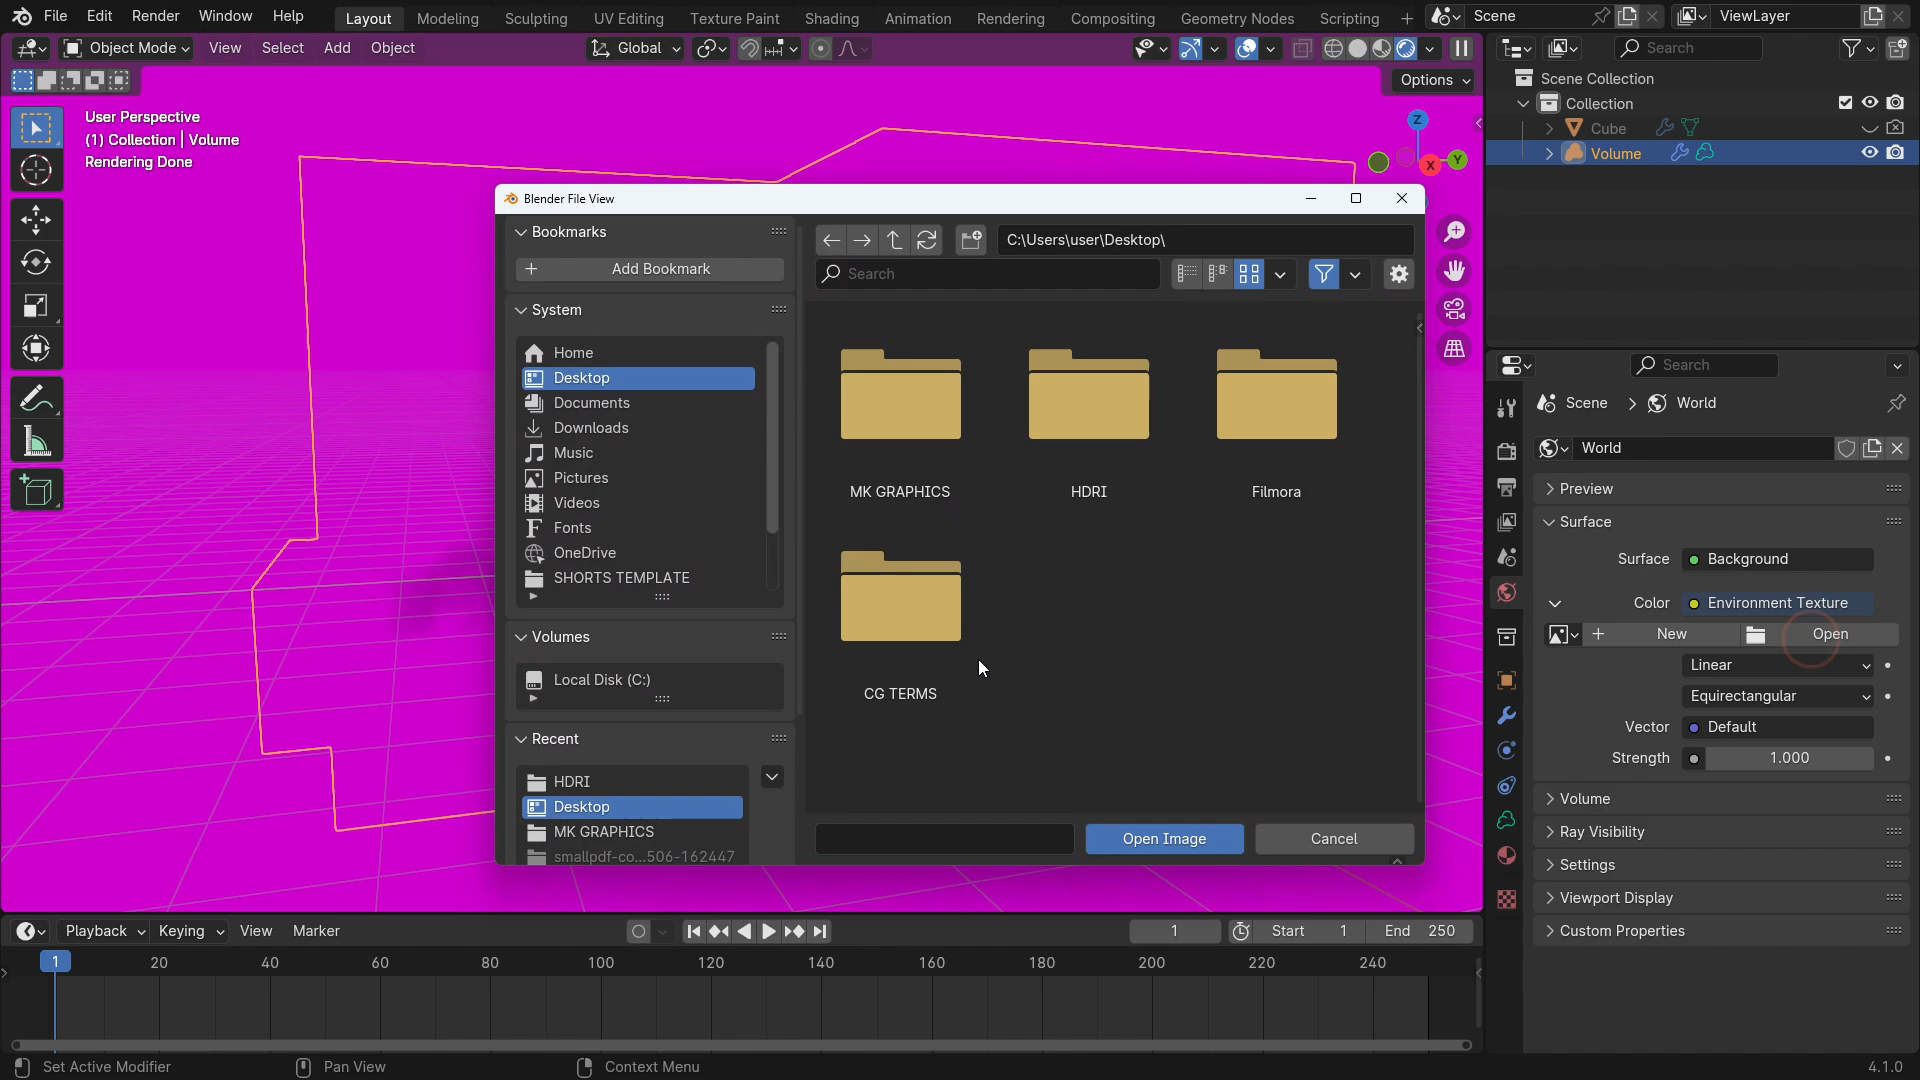 File Edit Render Window Help Layout Modeling Sculpting UV Editing Texture Paint Shading Animation Rendering Compositing Geometry Nodes Scripting + Scene ViewLayer
Object Mode View Select Add Object Global Search
Options
User Perspective
(1) Collection | Volume
Rendering Done
Z
Y
X
Scene Collection
Collection
Cube
Volume
Blender File View
Bookmarks
+ Add Bookmark
System
Home
Desktop
Documents
Downloads
Music
Pictures
Videos
Fonts
OneDrive
SHORTS TEMPLATE
Volumes
Local Disk (C:)
Recent
HDRI
Desktop
MK GRAPHICS
smallpdf-co...506-162447
C:\Users\user\Desktop\
Search
MK GRAPHICS HDRI Filmora
CG TERMS
Open Image Cancel
Search
Scene > World
World
Preview
Surface
Surface Background
Color Environment Texture
+ New Open
Linear
Equirectangular
Vector Default
Strength 1.000
Volume
Ray Visibility
Settings
Viewport Display
Custom Properties
Playback Keying View Marker 1 Start 1 End 250
1 20 40 60 80 100 120 140 160 180 200 220 240
Set Active Modifier Pan View Context Menu 4.1.0